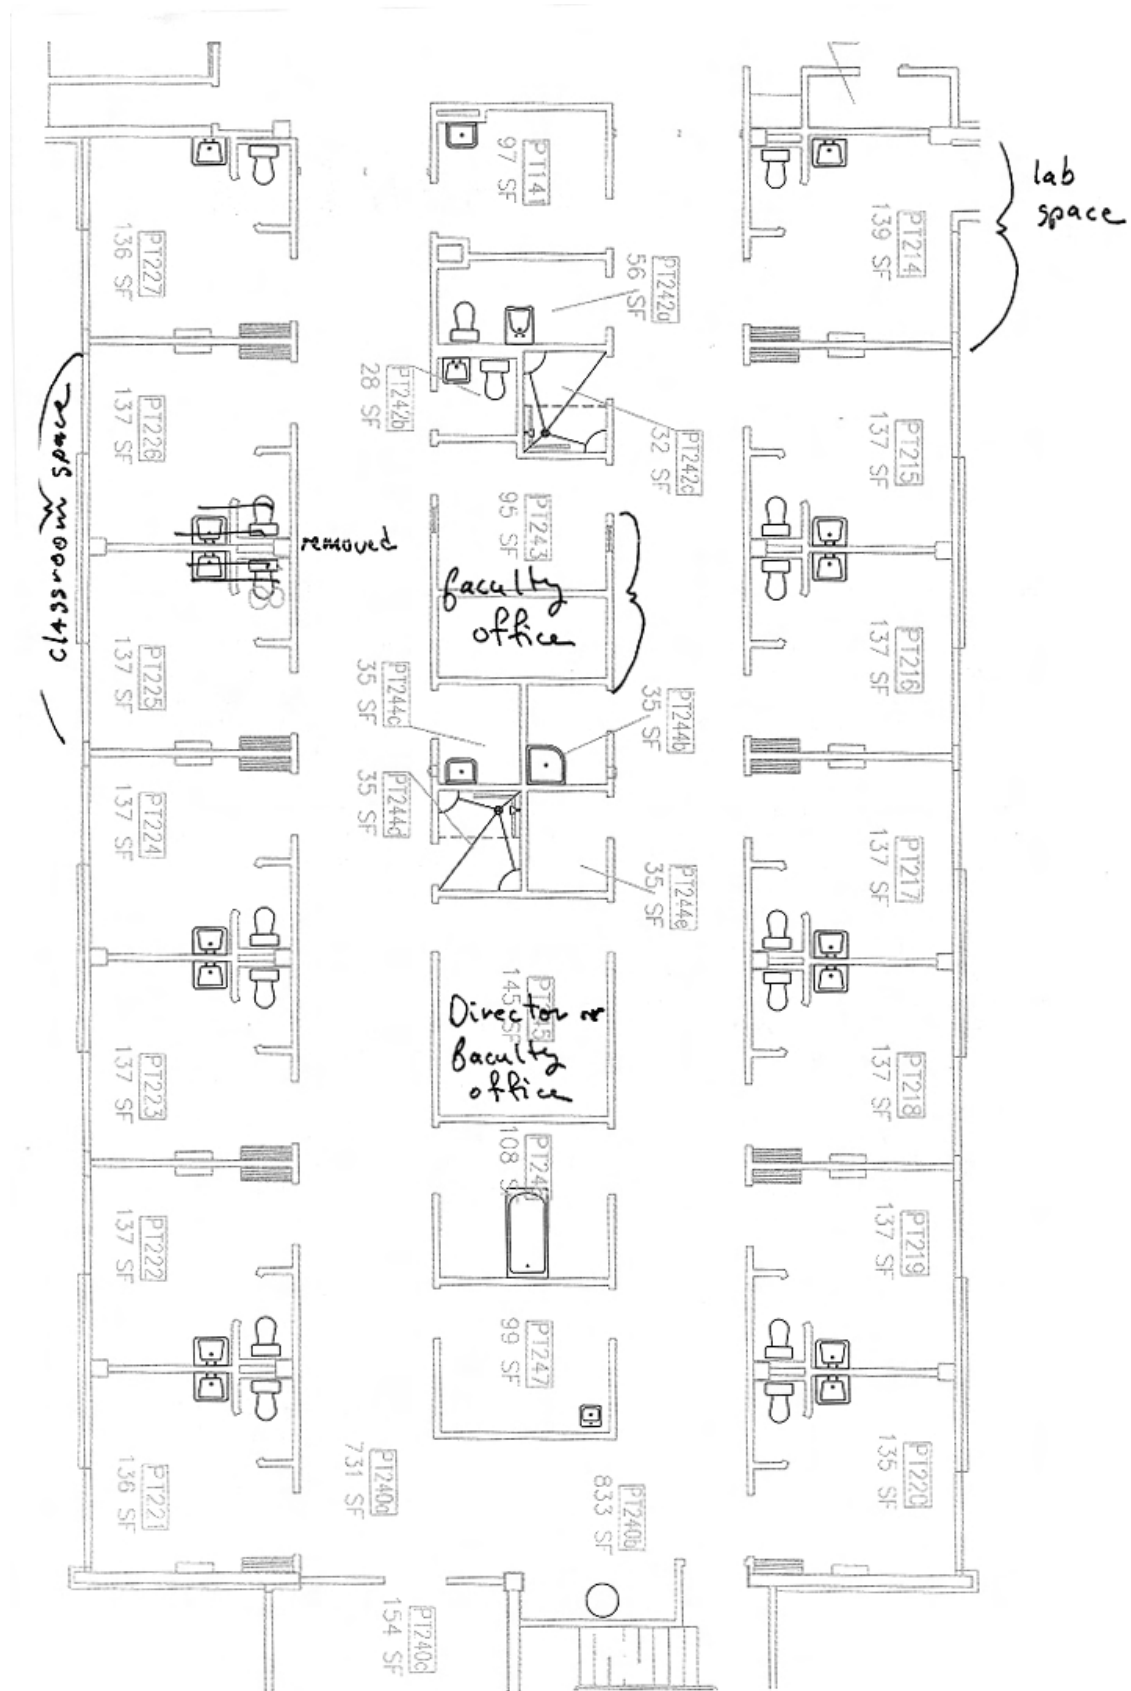 lab
space
PT141
97 SF
PT227
136 SF
PT214
139 SF
PT242a
56 SF
PT242b
28 SF
PT242c
32 SF
classroom space
PT226
137 SF
PT215
137 SF
removed
PT243
95 SF
faculty
office
PT225
137 SF
PT216
137 SF
PT244c
35 SF
PT244b
35 SF
PT244d
35 SF
PT224
137 SF
PT217
137 SF
PT244e
35 SF
145 SF
Director or
faculty
office
PT223
137 SF
PT218
137 SF
108
PT222
137 SF
PT219
137 SF
PT247
99 SF
PT221
136 SF
PT240a
731 SF
PT240b
833 SF
PT220
135 SF
PT240c
154 SF